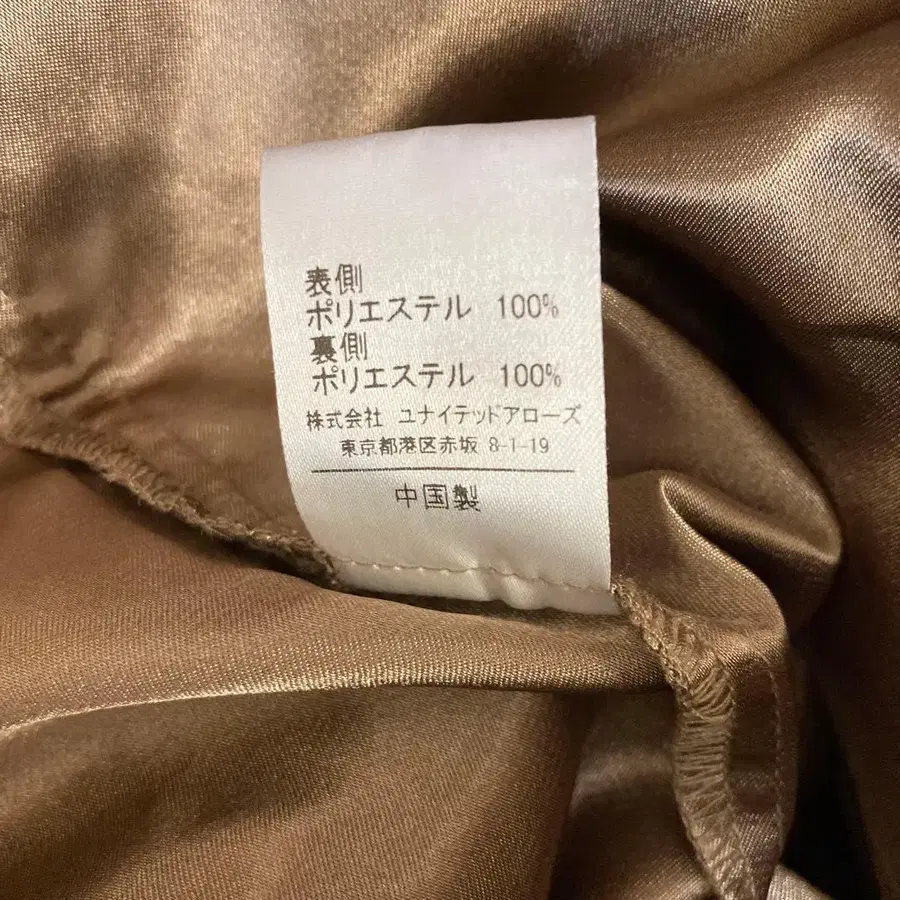 表側
ポリエステル 100%
裏側
ポリエステル 100%
株式会社 ユナイテッドアローズ
東京都港区赤坂 8-1-19
中国製